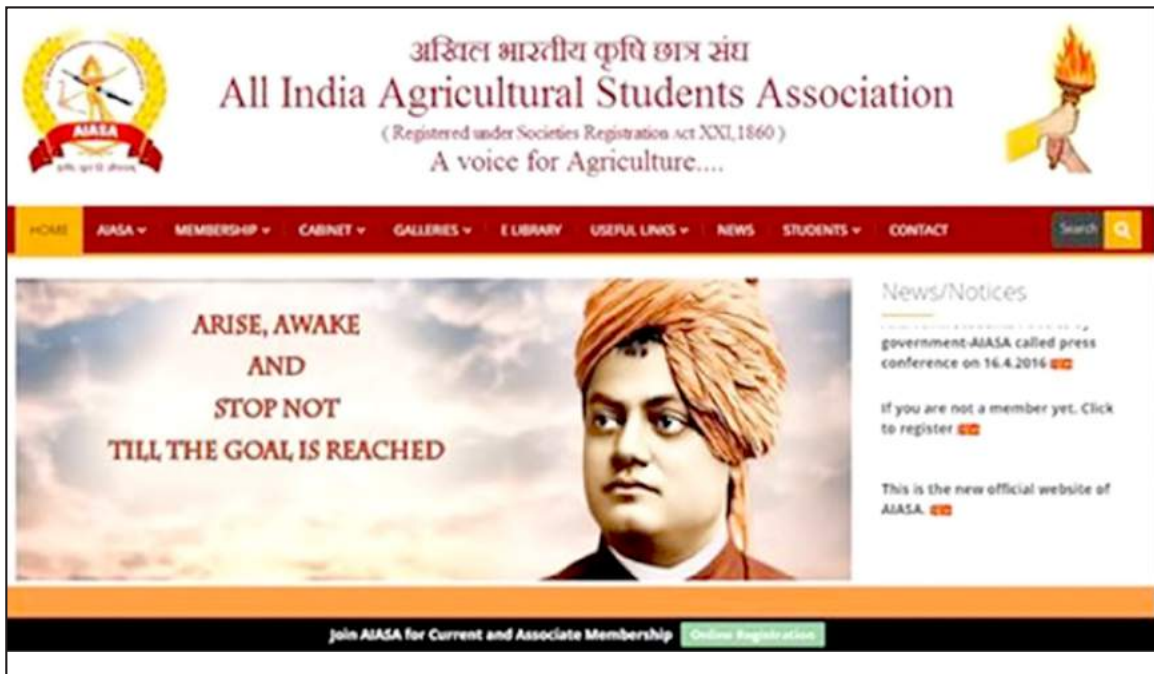 अखिल भारतीय कृषि छात्र संघ
All India Agricultural Students Association
( Registered under Societies Registration Act XXI, 1860 )
A voice for Agriculture....
AIASA
HOME AIASA MEMBERSHIP CABINET GALLERIES E LIBRARY USEFUL LINKS NEWS STUDENTS CONTACT Search
ARISE, AWAKE
AND
STOP NOT
TILL THE GOAL IS REACHED
News/Notices
government-AIASA called press
conference on 16.4.2016
If you are not a member yet. Click
to register
This is the new official website of
AIASA.
Join AIASA for Current and Associate Membership Online Registration